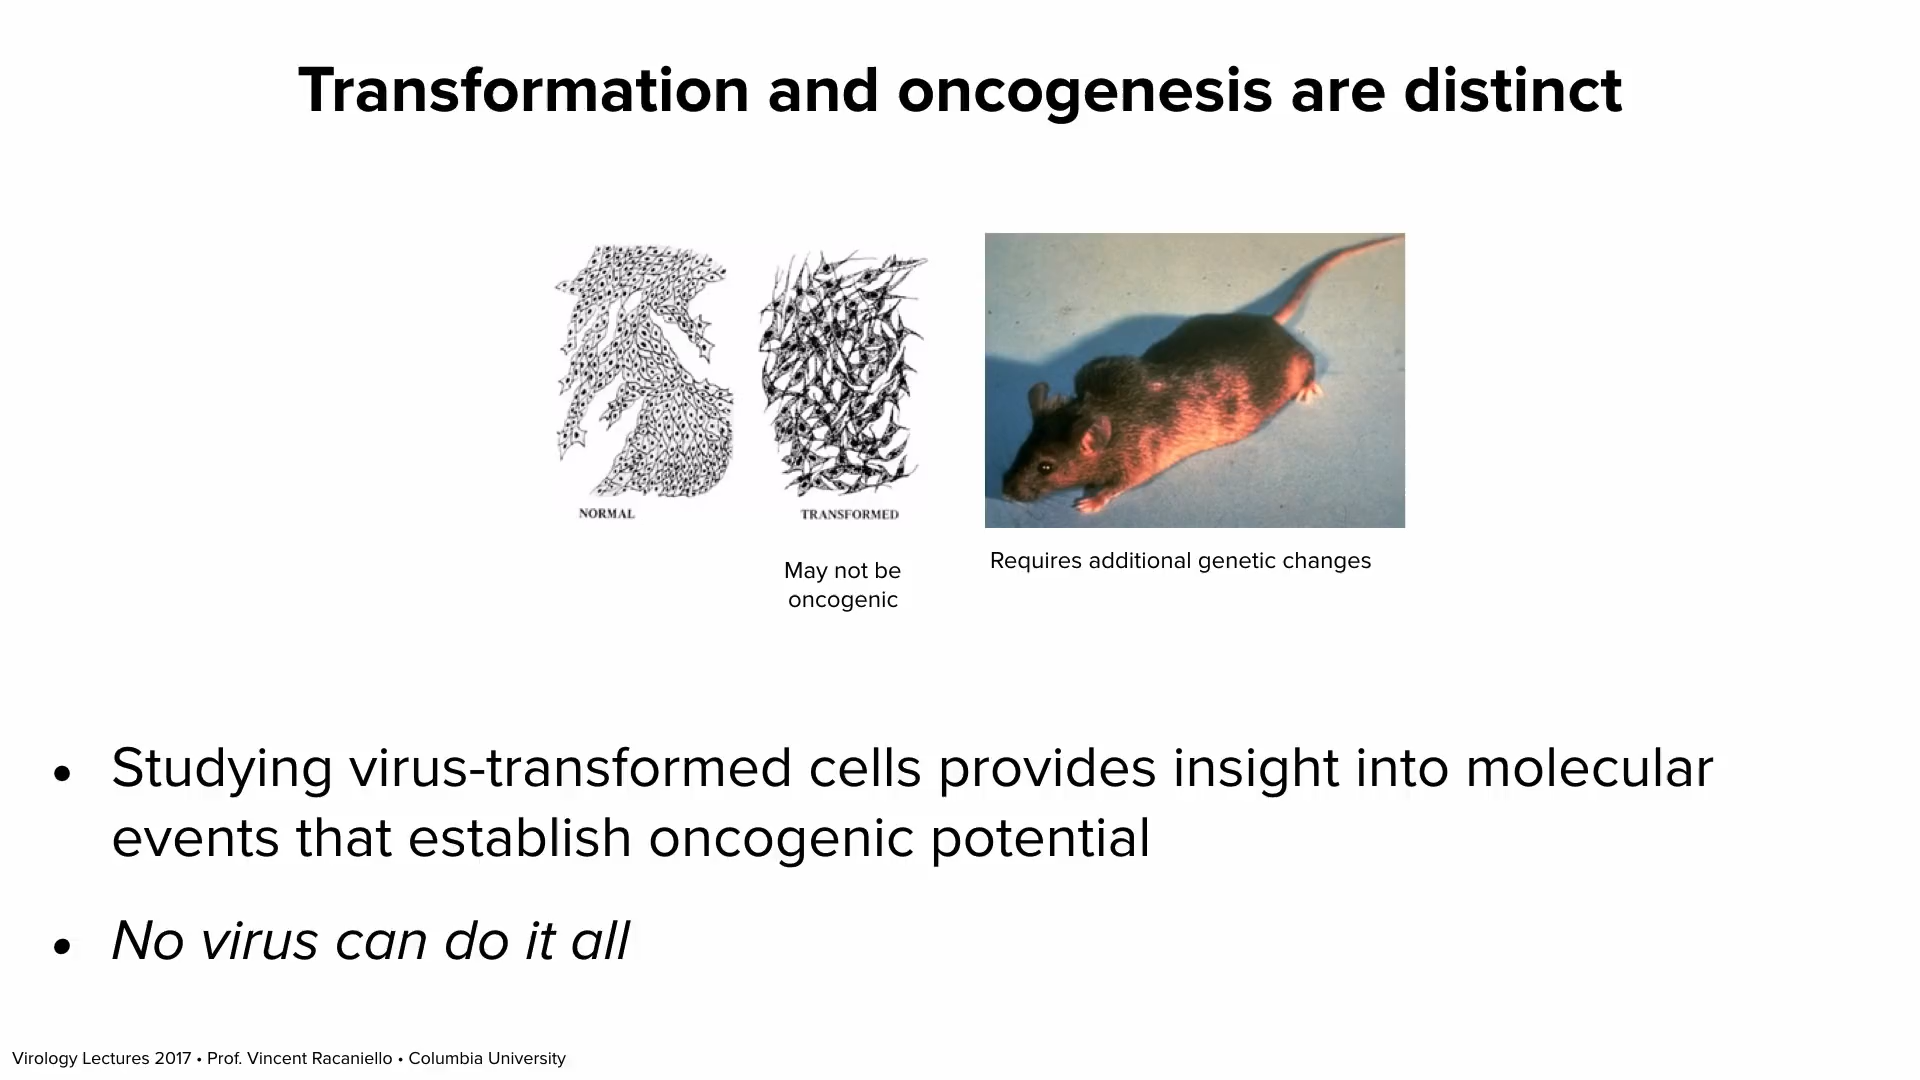 Transformation and oncogenesis are distinct
NORMAL
TRANSFORMED
May not be
oncogenic
Requires additional genetic changes
• Studying virus-transformed cells provides insight into molecular
events that establish oncogenic potential
• No virus can do it all
Virology Lectures 2017 • Prof. Vincent Racaniello • Columbia University